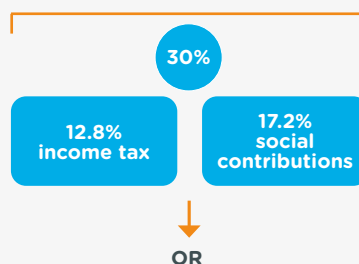 30%
12.8%
income tax
17.2%
social
contributions
OR